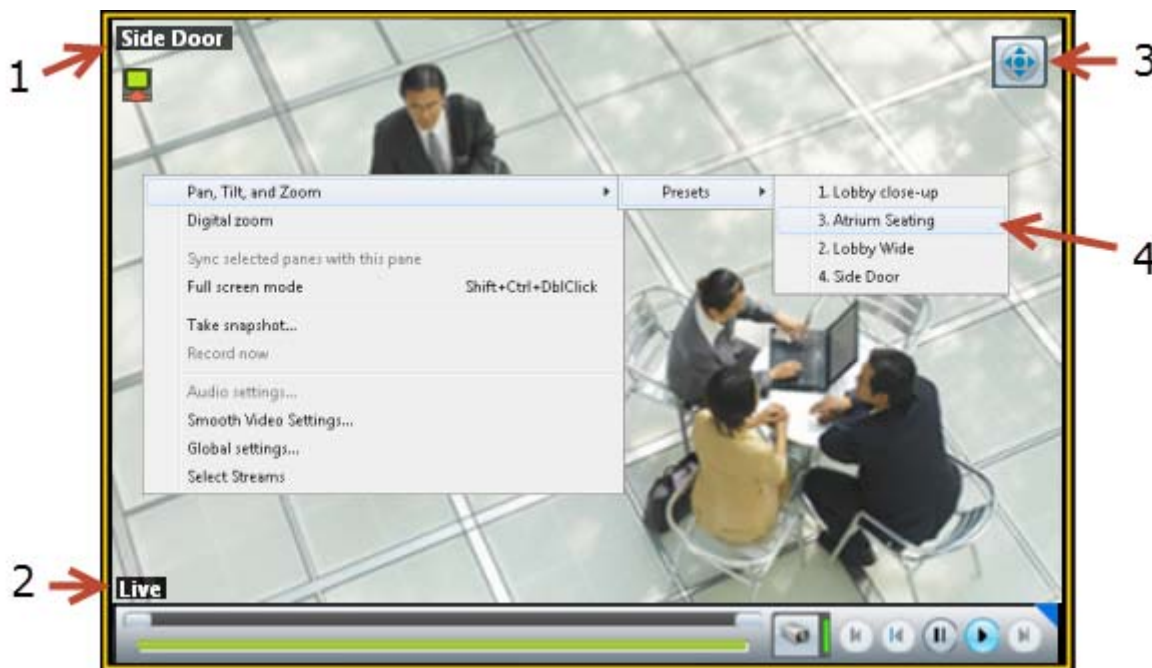 Side Door
1
3
Pan, Tilt, and Zoom
Presets
1. Lobby close-up
Digital zoom
3. Atrium Seating
4
Sync selected panes with this pane
2. Lobby Wide
Full screen mode Shift+Ctrl+DblClick
4. Side Door
Take snapshot...
Record now
Audio settings...
Smooth Video Settings...
Global settings...
Select Streams
2
Live